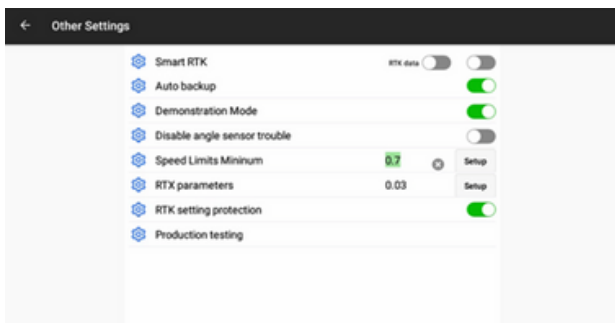 Other Settings
Smart RTK RTK data
Auto backup
Demonstration Mode
Disable angle sensor trouble
Speed Limits Mininum 0.7 Setup
RTX parameters 0.03 Setup
RTK setting protection
Production testing